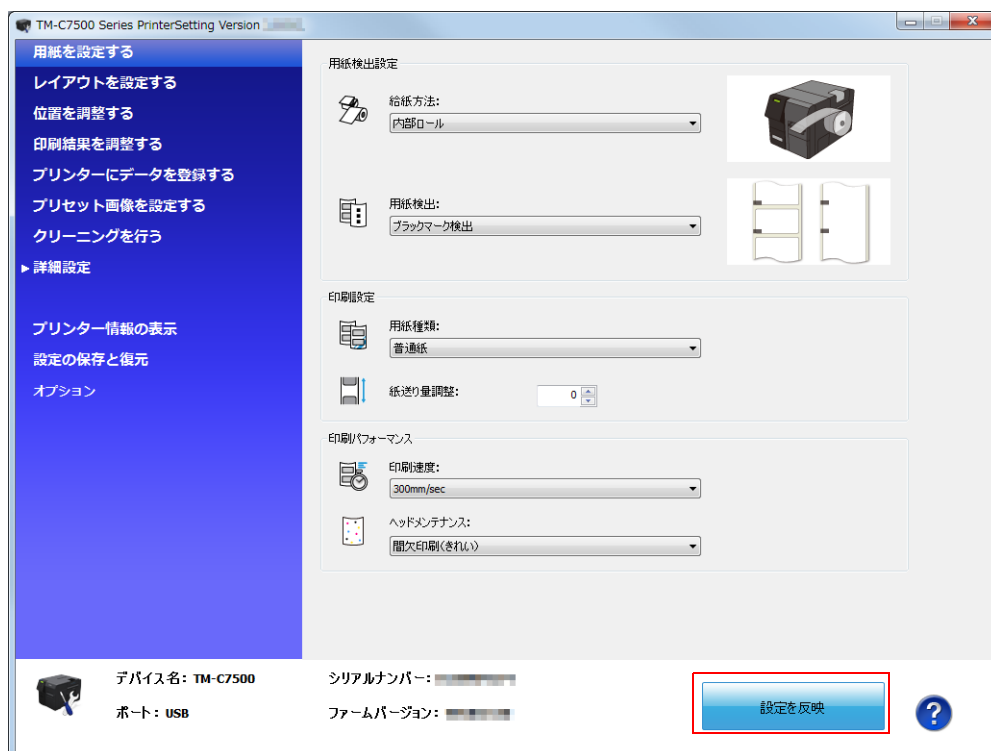 TM-C7500 Series PrinterSetting Version
用紙を設定する
レイアウトを設定する
位置を調整する
印刷結果を調整する
プリンターにデータを登録する
プリセット画像を設定する
クリーニングを行う
詳細設定
プリンター情報の表示
設定の保存と復元
オプション
用紙検出設定
給紙方法:
内部ロール
用紙検出:
ブラックマーク検出
印刷設定
用紙種類:
普通紙
紙送り量調整:
0
印刷パフォーマンス
印刷速度:
300mm/sec
ヘッドメンテナンス:
間欠印刷(きれい)
デバイス名: TM-C7500
ポート: USB
シリアルナンバー:
ファームバージョン:
設定を反映
?